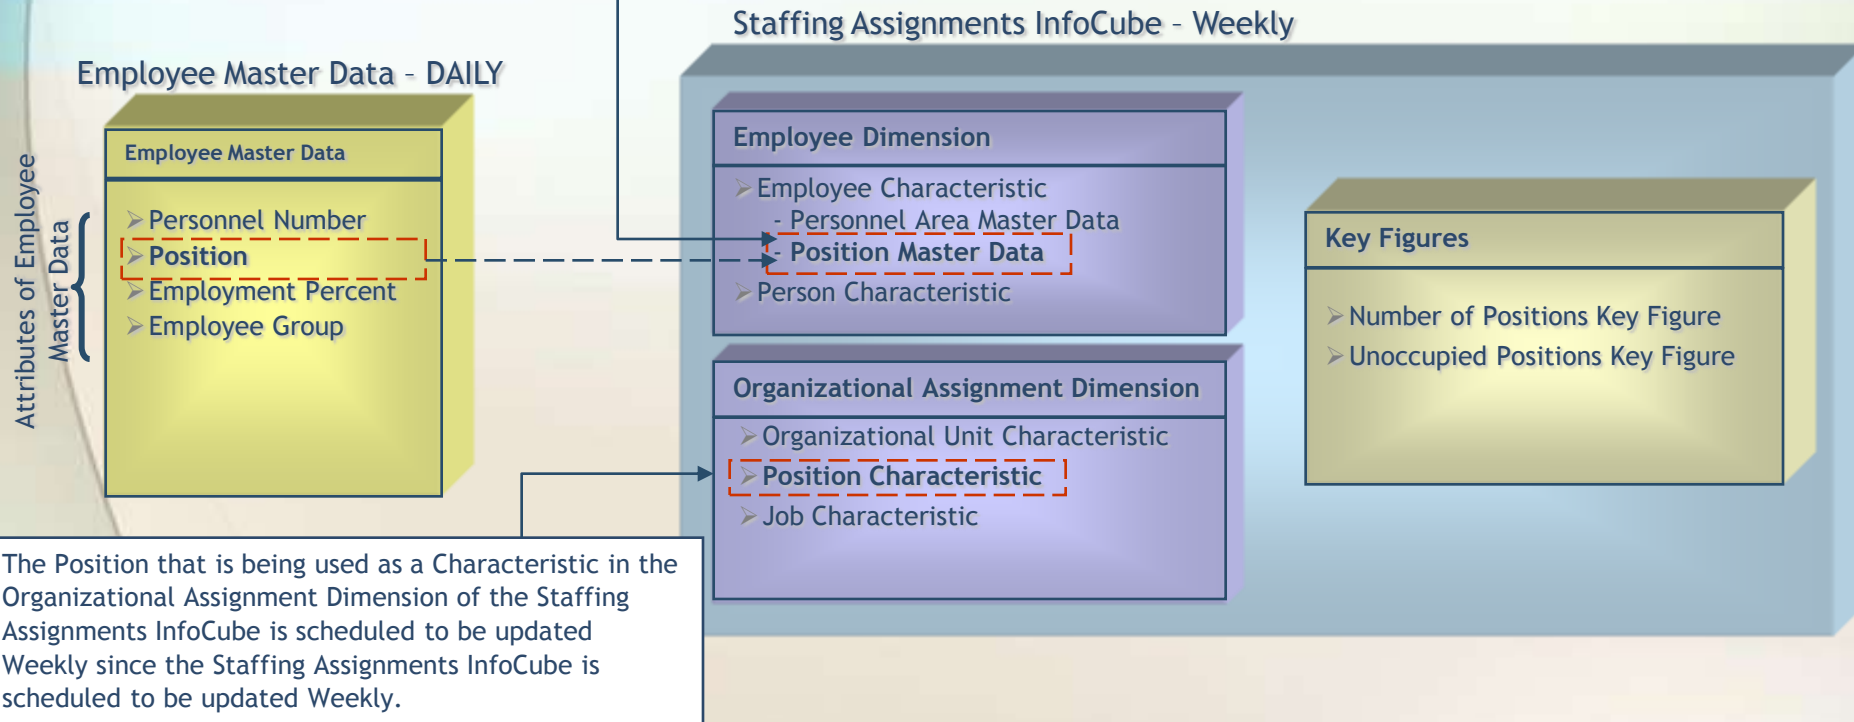 Staffing Assignments InfoCube – Weekly
Employee Master Data – DAILY
Attributes of Employee
Master Data
Employee Master Data
➢ Personnel Number
➢ Position
➢ Employment Percent
➢ Employee Group
Employee Dimension
➢ Employee Characteristic
- Personnel Area Master Data
- Position Master Data
➢ Person Characteristic
Organizational Assignment Dimension
➢ Organizational Unit Characteristic
➢ Position Characteristic
➢ Job Characteristic
Key Figures
➢ Number of Positions Key Figure
➢ Unoccupied Positions Key Figure
The Position that is being used as a Characteristic in the
Organizational Assignment Dimension of the Staffing
Assignments InfoCube is scheduled to be updated
Weekly since the Staffing Assignments InfoCube is
scheduled to be updated Weekly.